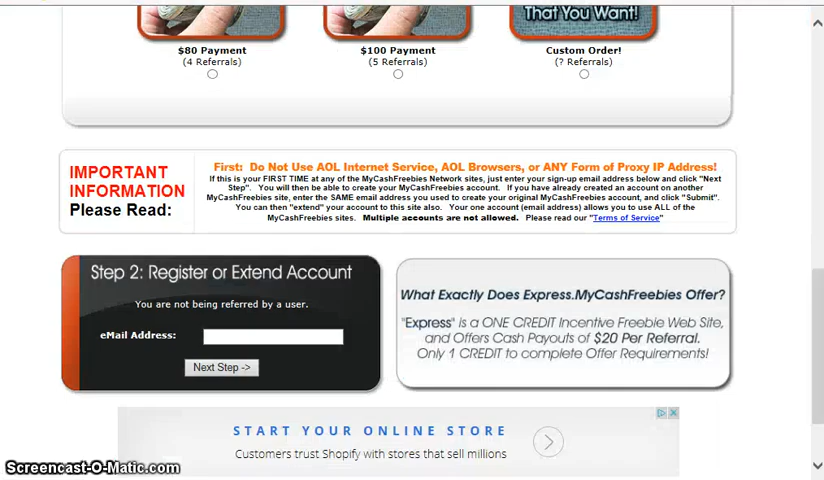 That You Want!
$80 Payment
(4 Referrals)
$100 Payment
(5 Referrals)
Custom Order!
(? Referrals)
IMPORTANT
INFORMATION
Please Read:
First: Do Not Use AOL Internet Service, AOL Browsers, or ANY Form of Proxy IP Address!
If this is your FIRST TIME at any of the MyCashFreebies Network sites, just enter your sign-up email address below and click "Next
Step". You will then be able to create your MyCashFreebies account. If you have already created an account on another
MyCashFreebies site, enter the SAME email address you used to create your original MyCashFreebies account, and click "Submit".
You can then "extend" your account to this site also. Your one account (email address) allows you to use ALL of the
MyCashFreebies sites. Multiple accounts are not allowed. Please read our "Terms of Service"
Step 2: Register or Extend Account
You are not being referred by a user.
eMail Address:
Next Step ->
What Exactly Does Express.MyCashFreebies Offer?
"Express" is a ONE CREDIT Incentive Freebie Web Site,
and Offers Cash Payouts of $20 Per Referral.
Only 1 CREDIT to complete Offer Requirements!
START YOUR ONLINE STORE
Customers trust Shopify with stores that sell millions
Screencast-O-Matic.com